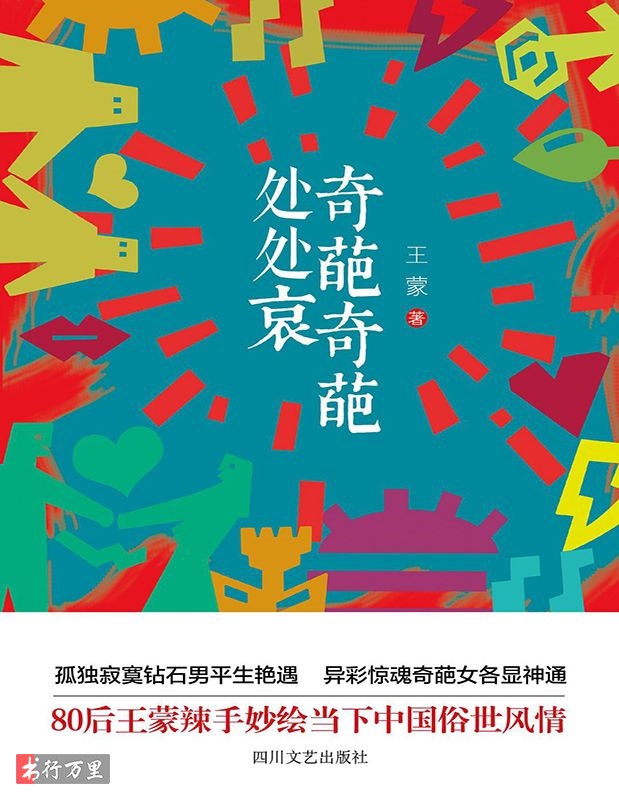 奇葩奇葩
处处哀
王蒙 著
孤独寂寞钻石男平生艳遇 异彩惊魂奇葩女各显神通
80后王蒙辣手妙绘当下中国俗世风情
四川文艺出版社
书行万里